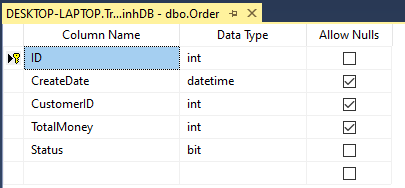 DESKTOP-LAPTOP.Tr...inhDB - dbo.Order
Column Name Data Type Allow Nulls
ID int
CreateDate datetime
CustomerID int
TotalMoney int
Status bit